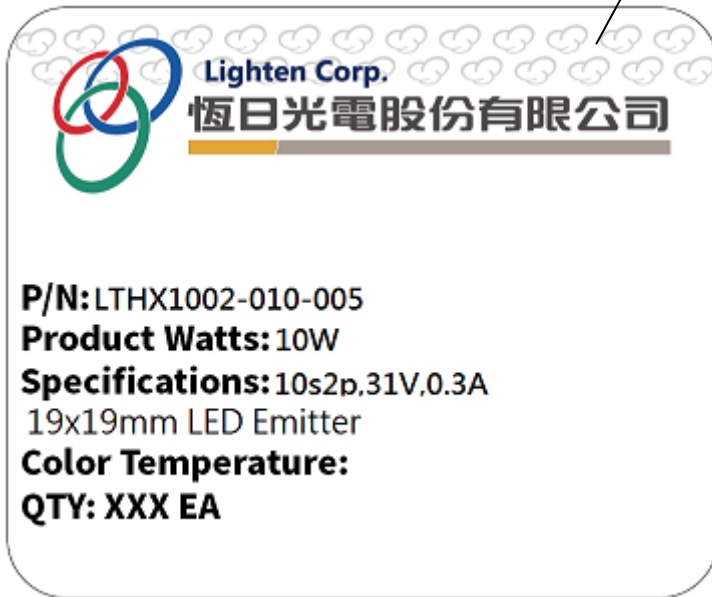 Lighten Corp.
恆日光電股份有限公司
P/N: LTHX1002-010-005
Product Watts: 10W
Specifications: 10s2p,31V,0.3A
19x19mm LED Emitter
Color Temperature:
QTY: XXX EA